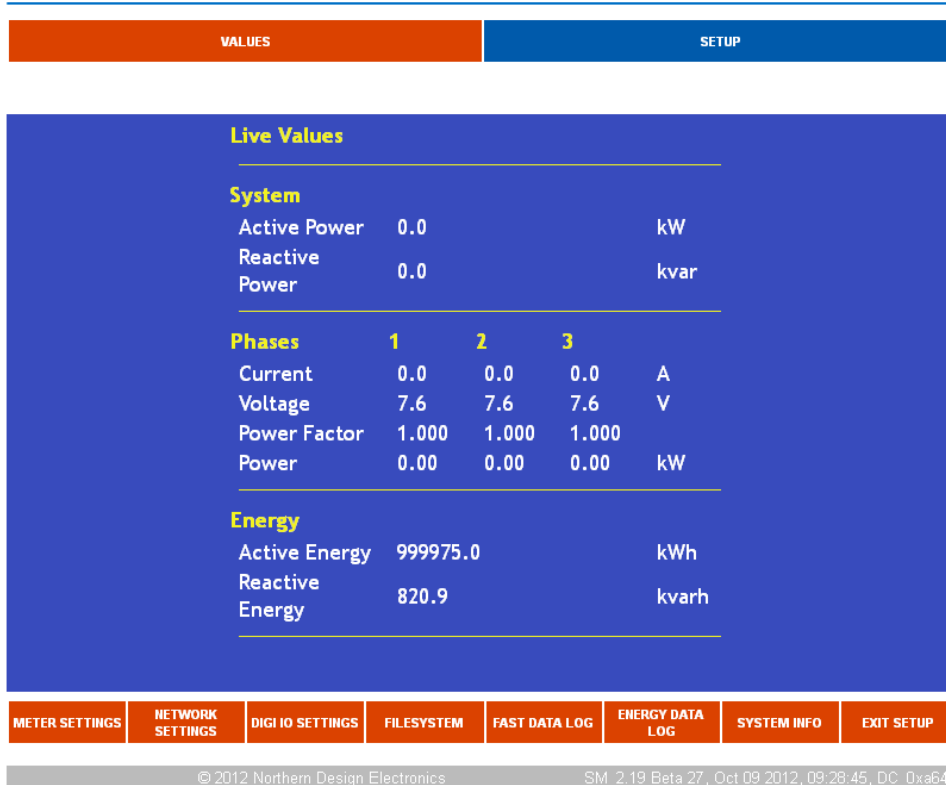 VALUES SETUP
Live Values
System
Active Power 0.0 kW
Reactive
Power 0.0 kvar
Phases 1 2 3
Current 0.0 0.0 0.0 A
Voltage 7.6 7.6 7.6 V
Power Factor 1.000 1.000 1.000
Power 0.00 0.00 0.00 kW
Energy
Active Energy 999975.0 kWh
Reactive
Energy 820.9 kvarh
METER SETTINGS NETWORK SETTINGS DIGI IO SETTINGS FILESYSTEM FAST DATA LOG ENERGY DATA LOG SYSTEM INFO EXIT SETUP
© 2012 Northern Design Electronics SM 2.19 Beta 27, Oct 09 2012, 09:28:45, DC 0xa64